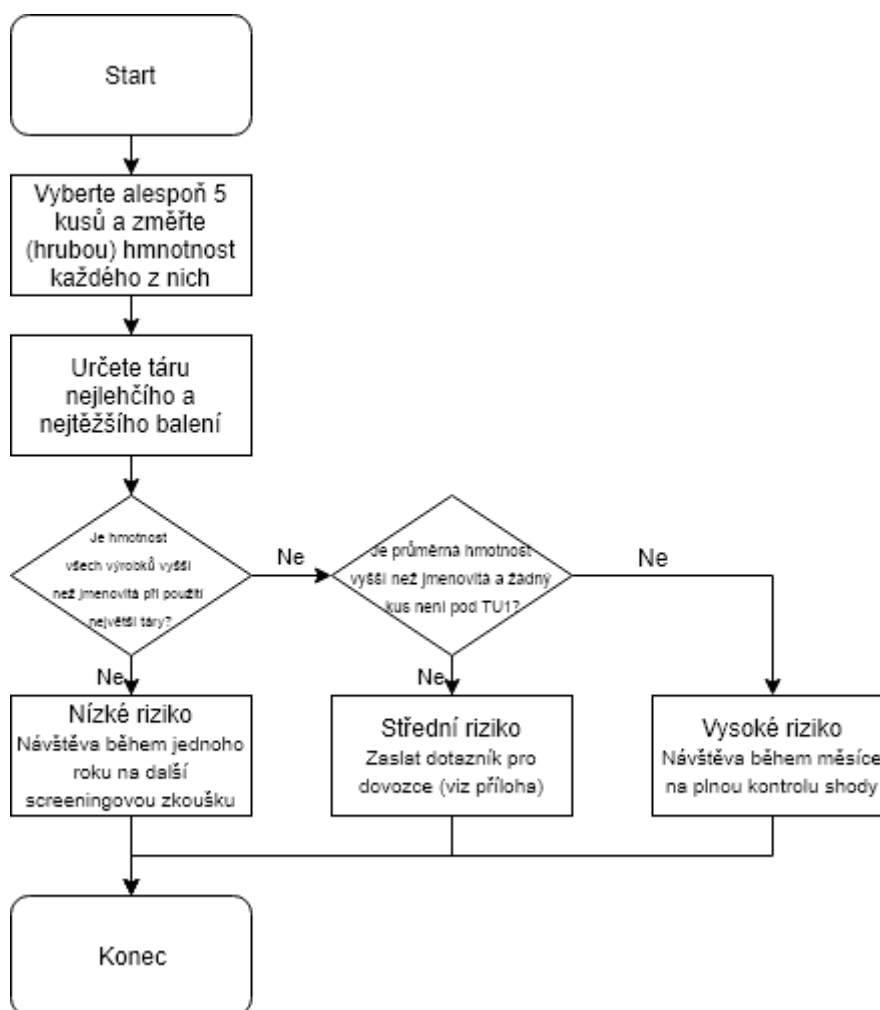 Start
Vyberte alespoň 5
kusů a změřte
(hrubou) hmnotnost
každého z nich
Určete táru
nejlehčího a
nejtěžšího balení
Je hmotnost
všech výrobků vyšší
než jmenovitá při použití
největší táry?
Ne
Je průměrná hmotnost
vyšší než jmenovitá a žádný
kus není pod TU1?
Ne
Ne
Ne
Nízké riziko
Návštěva během jednoho
roku na další
screeningovou zkoušku
Střední riziko
Zaslat dotazník pro
dovozce (viz příloha)
Vysoké riziko
Návštěva během měsíce
na plnou kontrolu shody
Konec